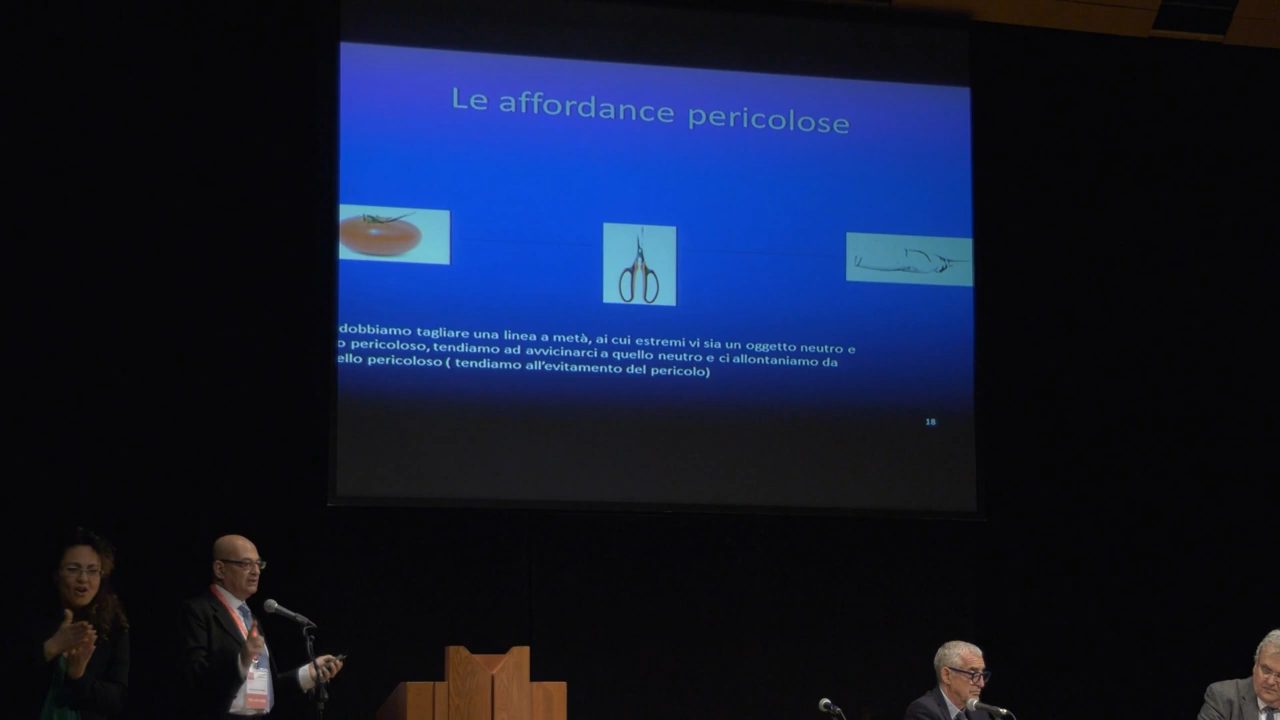 Le affordance pericolose
dobbiamo tagliare una linea a metà, ai cui estremi vi sia un oggetto neutro e
o pericoloso, tendiamo ad avvicinarci a quello neutro e ci allontaniamo da
ello pericoloso ( tendiamo all'evitamento del pericolo)
18